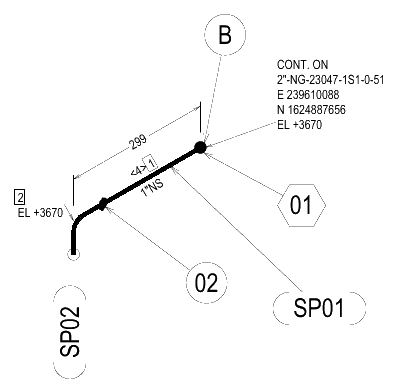 B
CONT. ON
2"-NG-23047-1S1-0-51
E 239610088
N 1624887656
EL +3670
299
<4> 1
1"NS
2
EL +3670
01
02
SP01
SP02